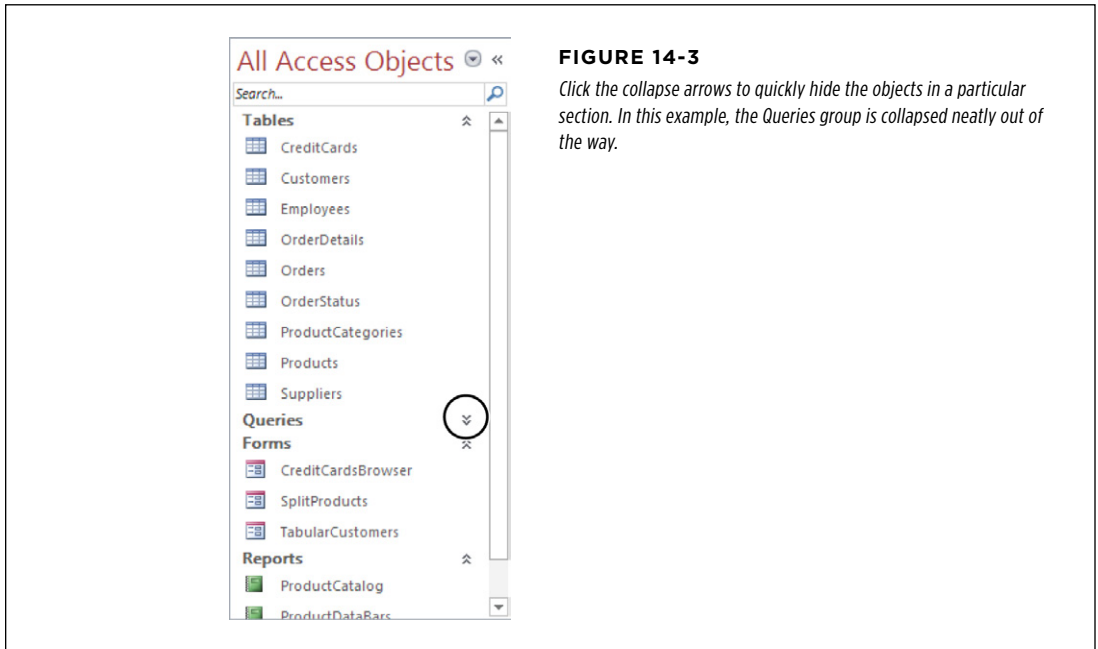 All Access Objects
Search...
Tables
CreditCards
Customers
Employees
OrderDetails
Orders
OrderStatus
ProductCategories
Products
Suppliers
Queries
Forms
CreditCardsBrowser
SplitProducts
TabularCustomers
Reports
ProductCatalog
ProductDataBars
FIGURE 14-3
Click the collapse arrows to quickly hide the objects in a particular
section. In this example, the Queries group is collapsed neatly out of
the way.